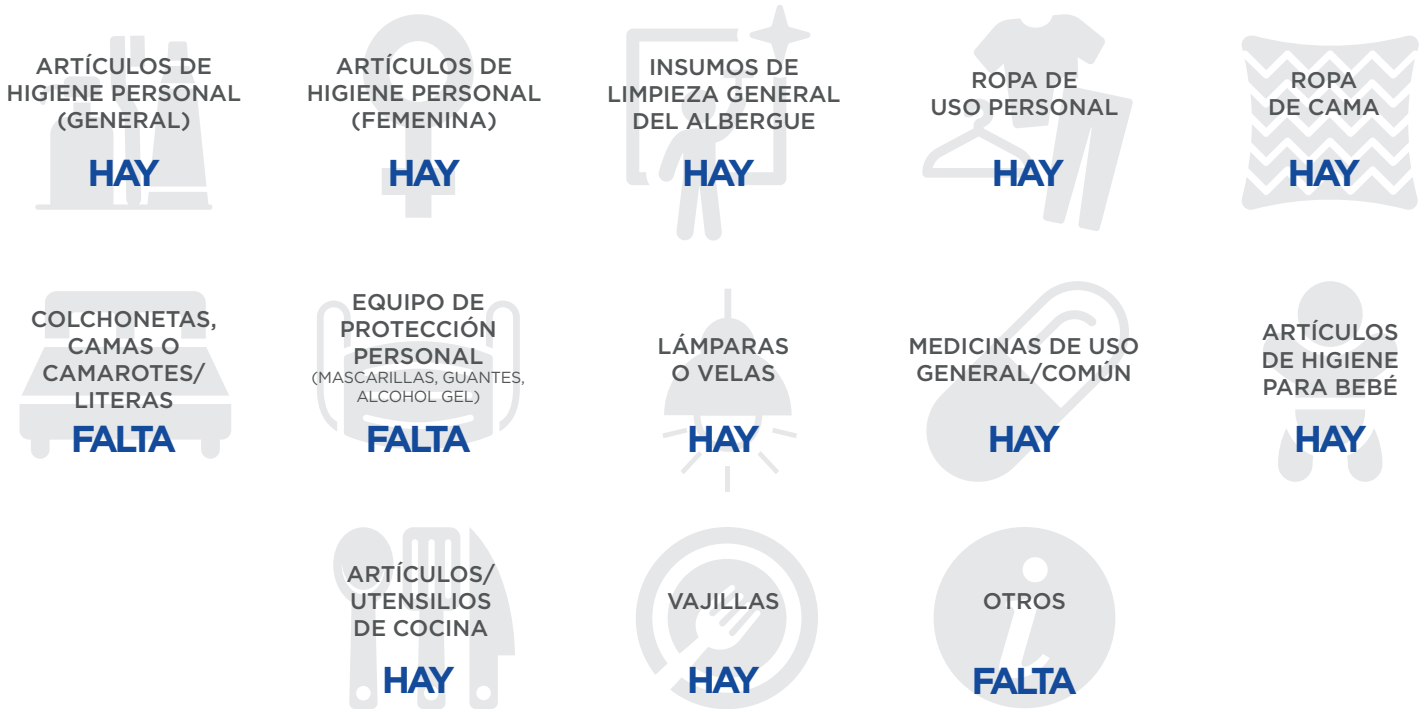 ARTÍCULOS DE
HIGIENE PERSONAL
(GENERAL)
HAY
ARTÍCULOS DE
HIGIENE PERSONAL
(FEMENINA)
HAY
INSUMOS DE
LIMPIEZA GENERAL
DEL ALBERGUE
HAY
ROPA DE
USO PERSONAL
HAY
ROPA
DE CAMA
HAY
COLCHONETAS,
CAMAS O
CAMAROTES/
LITERAS
FALTA
EQUIPO DE
PROTECCIÓN
PERSONAL
(MASCARILLAS, GUANTES,
ALCOHOL GEL)
FALTA
LÁMPARAS
O VELAS
HAY
MEDICINAS DE USO
GENERAL/COMÚN
HAY
ARTÍCULOS
DE HIGIENE
PARA BEBÉ
HAY
ARTÍCULOS/
UTENSILIOS
DE COCINA
HAY
VAJILLAS
HAY
OTROS
FALTA